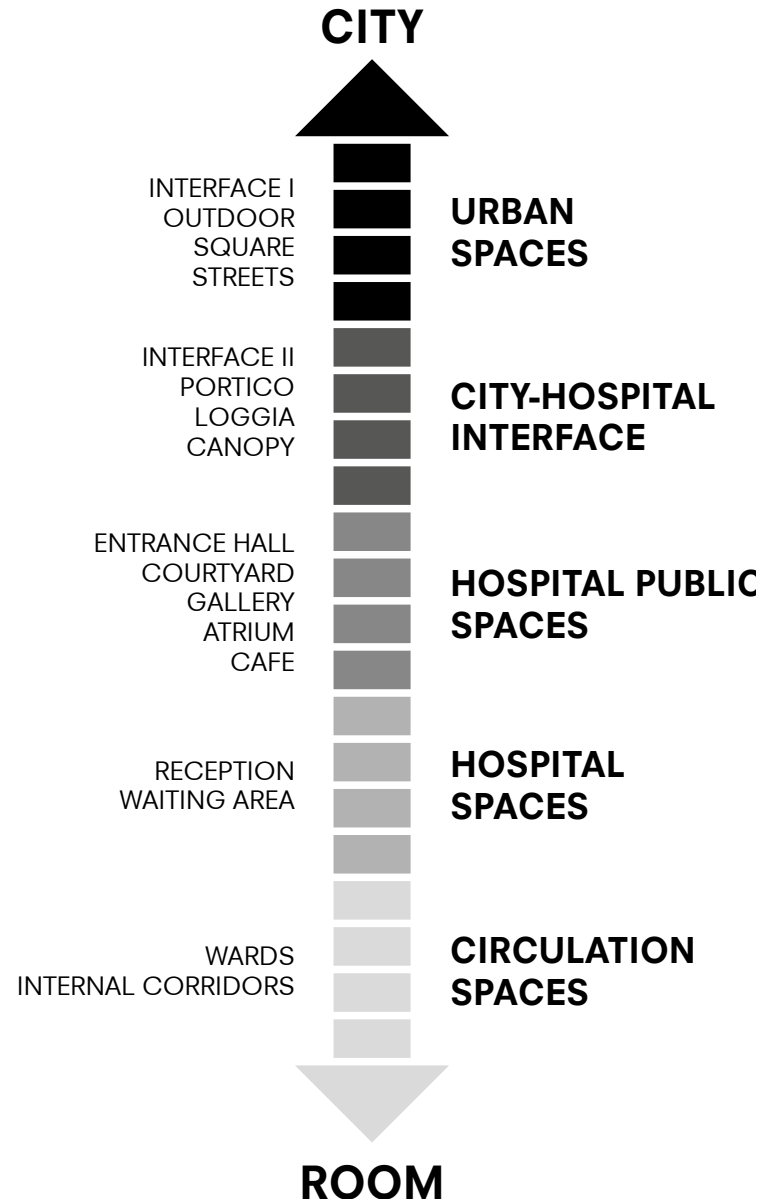 CITY
INTERFACE I
OUTDOOR
SQUARE
STREETS
URBAN
SPACES
INTERFACE II
PORTICO
LOGGIA
CANOPY
CITY-HOSPITAL
INTERFACE
ENTRANCE HALL
COURTYARD
GALLERY
ATRIUM
CAFE
HOSPITAL PUBLIC
SPACES
RECEPTION
WAITING AREA
HOSPITAL
SPACES
WARDS
INTERNAL CORRIDORS
CIRCULATION
SPACES
ROOM